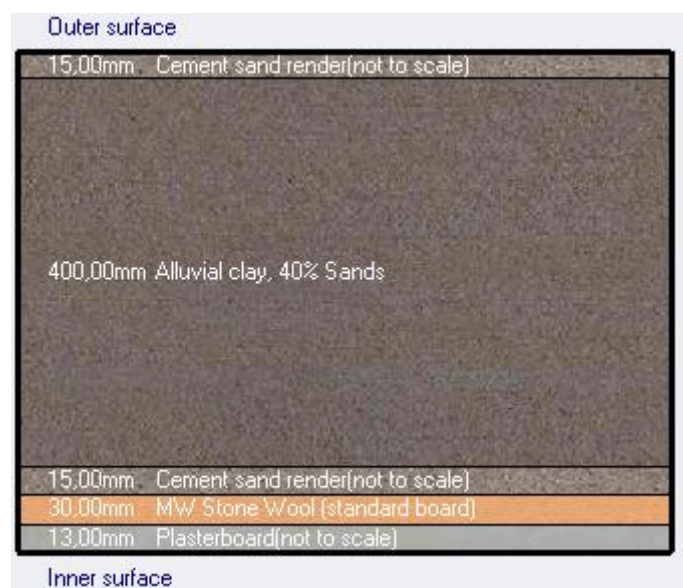 Outer surface
15,00mm Cement sand render(not to scale)
400,00mm Alluvial clay, 40% Sands
15,00mm Cement sand render(not to scale)
30,00mm MW Stone Wool (standard board)
13,00mm Plasterboard(not to scale)
Inner surface